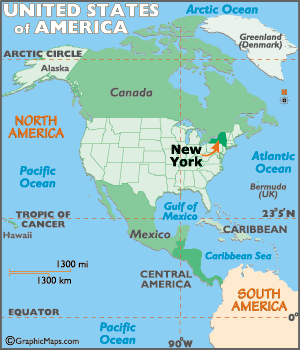 UNITED STATES
of AMERICA
Arctic Ocean
Greenland
(Denmark)
ARCTIC CIRCLE
Alaska
Canada
NORTH
AMERICA
New
York
Pacific
Ocean
Atlantic
Ocean
Bermuda
(UK)
Gulf of
Mexico
TROPIC OF
CANCER
23°5'N
Hawaii
Mexico
CARIBBEAN
Caribbean Sea
1300 mi
1300 km
CENTRAL
AMERICA
SOUTH
AMERICA
EQUATOR
0°
Pacific
Ocean
©GraphicMaps.com
90°W